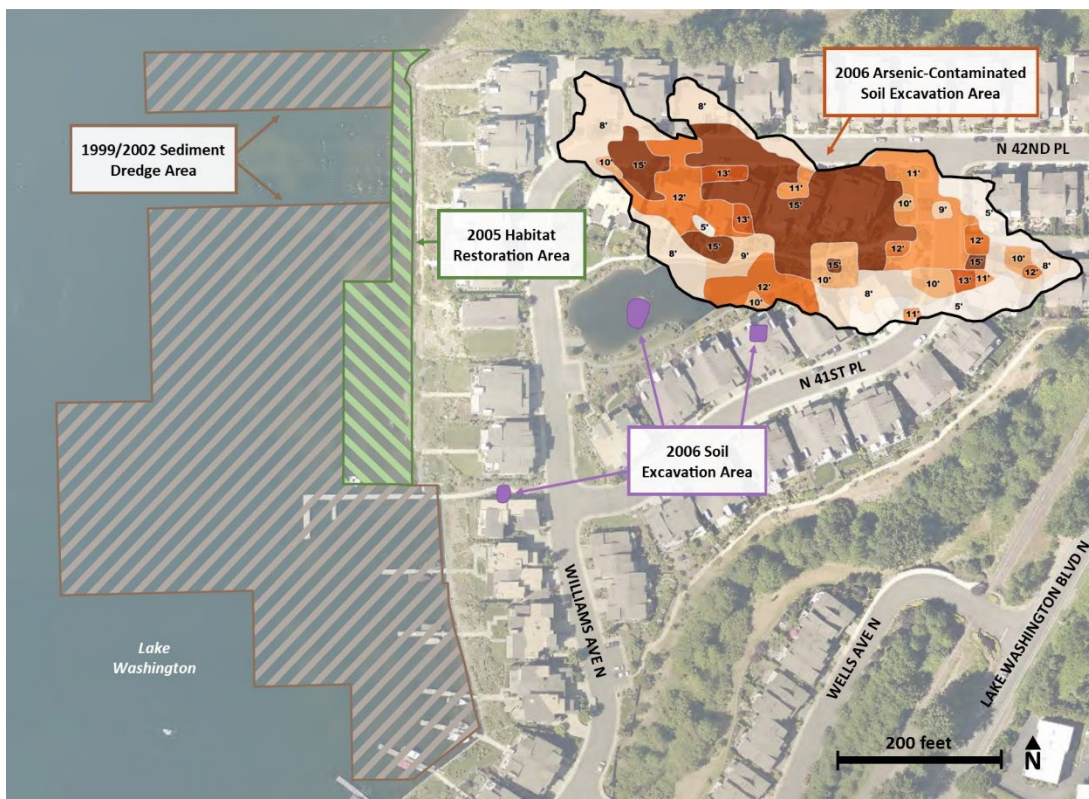 2006 Arsenic-Contaminated
Soil Excavation Area
1999/2002 Sediment
Dredge Area
N 42ND PL
2005 Habitat
Restoration Area
8'
8'
10'
15'
13'
11'
11'
12'
15'
10'
9'
5'
5'
13'
15'
8'
9'
12'
12'
15'
15'
10'
8'
10'
12'
10'
10'
13'
11'
12'
8'
5'
11'
N 41ST PL
2006 Soil
Excavation Area
WILLIAMS AVE N
WELLS AVE N
LAKE WASHINGTON BLVD N
Lake
Washington
200 feet
N